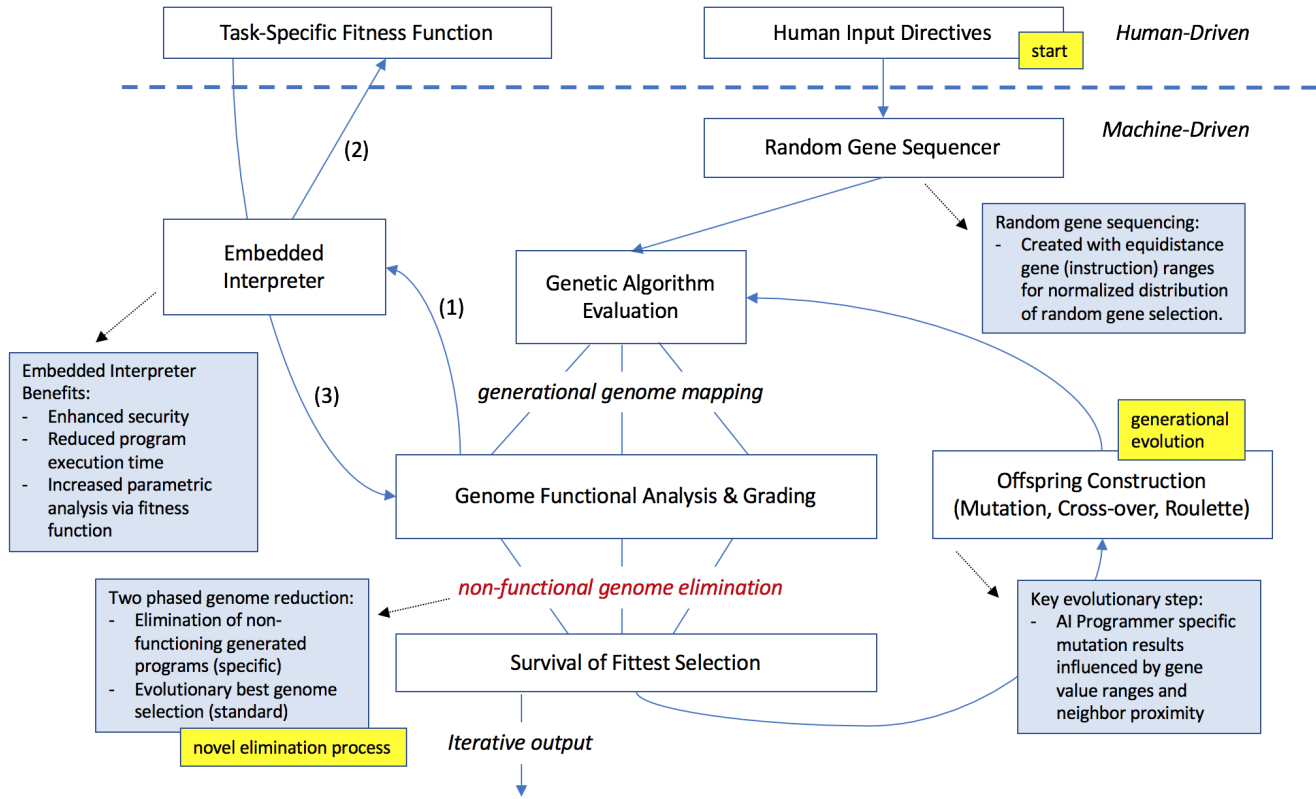 Task-Specific Fitness Function
Human Input Directives
start
Human-Driven
Machine-Driven
Random Gene Sequencer
(2)
Random gene sequencing:
- Created with equidistance
gene (instruction) ranges
for normalized distribution
of random gene selection.
Embedded
Interpreter
Genetic Algorithm
Evaluation
(1)
Embedded Interpreter
Benefits:
- Enhanced security
- Reduced program
execution time
- Increased parametric
analysis via fitness
function
(3)
generational genome mapping
generational
evolution
Genome Functional Analysis & Grading
Offspring Construction
(Mutation, Cross-over, Roulette)
non-functional genome elimination
Two phased genome reduction:
- Elimination of non-
functioning generated
programs (specific)
- Evolutionary best genome
selection (standard)
novel elimination process
Key evolutionary step:
- AI Programmer specific
mutation results
influenced by gene
value ranges and
neighbor proximity
Survival of Fittest Selection
Iterative output